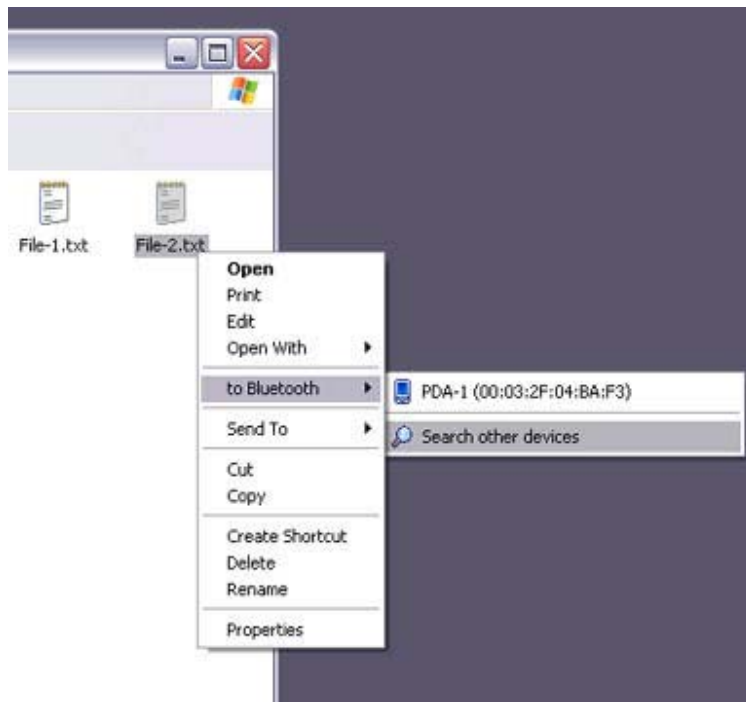 File-1.txt
File-2.txt
Open
Print
Edit
Open With
to Bluetooth
PDA-1 (00:03:2F:04:BA:F3)
Search other devices
Send To
Cut
Copy
Create Shortcut
Delete
Rename
Properties